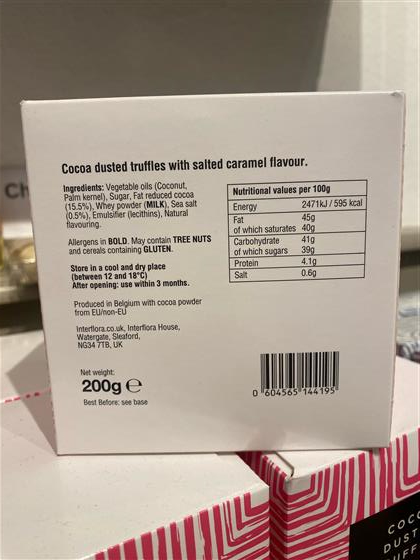 Cocoa dusted truffles with salted caramel flavour.
Ingredients: Vegetable oils (Coconut,
Palm kernel), Sugar, Fat reduced cocoa
(15.5%), Whey powder (MILK), Sea salt
(0.5%), Emulsifier (lecithins), Natural
flavouring.
Allergens in BOLD. May contain TREE NUTS
and cereals containing GLUTEN.
Store in a cool and dry place
(between 12 and 18°C)
After opening: use within 3 months.
Produced in Belgium with cocoa powder
from EU/non-EU
Interflora.co.uk, Interflora House,
Watergate, Sleaford,
NG34 7TB, UK
Net weight:
200g e
Best Before: see base
Nutritional values per 100g
Energy 2471kJ / 595 kcal
Fat 45g
of which saturates 40g
Carbohydrate 41g
of which sugars 39g
Protein 4.1g
Salt 0.6g
0 604565 144195
Ch
COCO
DUST